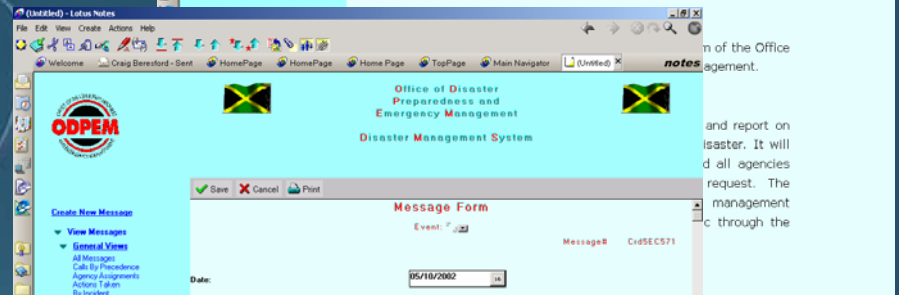 (Untitled) - Lotus Notes
File Edit View Create Actions Help
Welcome Craig Beresford - Sent HomePage HomePage Home Page TopPage Main Navigator (Untitled) notes
ODPEM
Office of Disaster
Preparedness and
Emergency Management
Disaster Management System
Save Cancel Print
Message Form
Event:
Message# CrdSEC571
Date: 05/10/2002 16
Create New Message
View Messages
General Views
All Messages
Calls By Precedence
Agency Assignments
Actions Taken
By Incident
m of the Office
agement.
and report on
isaster. It will
d all agencies
request. The
management
c through the